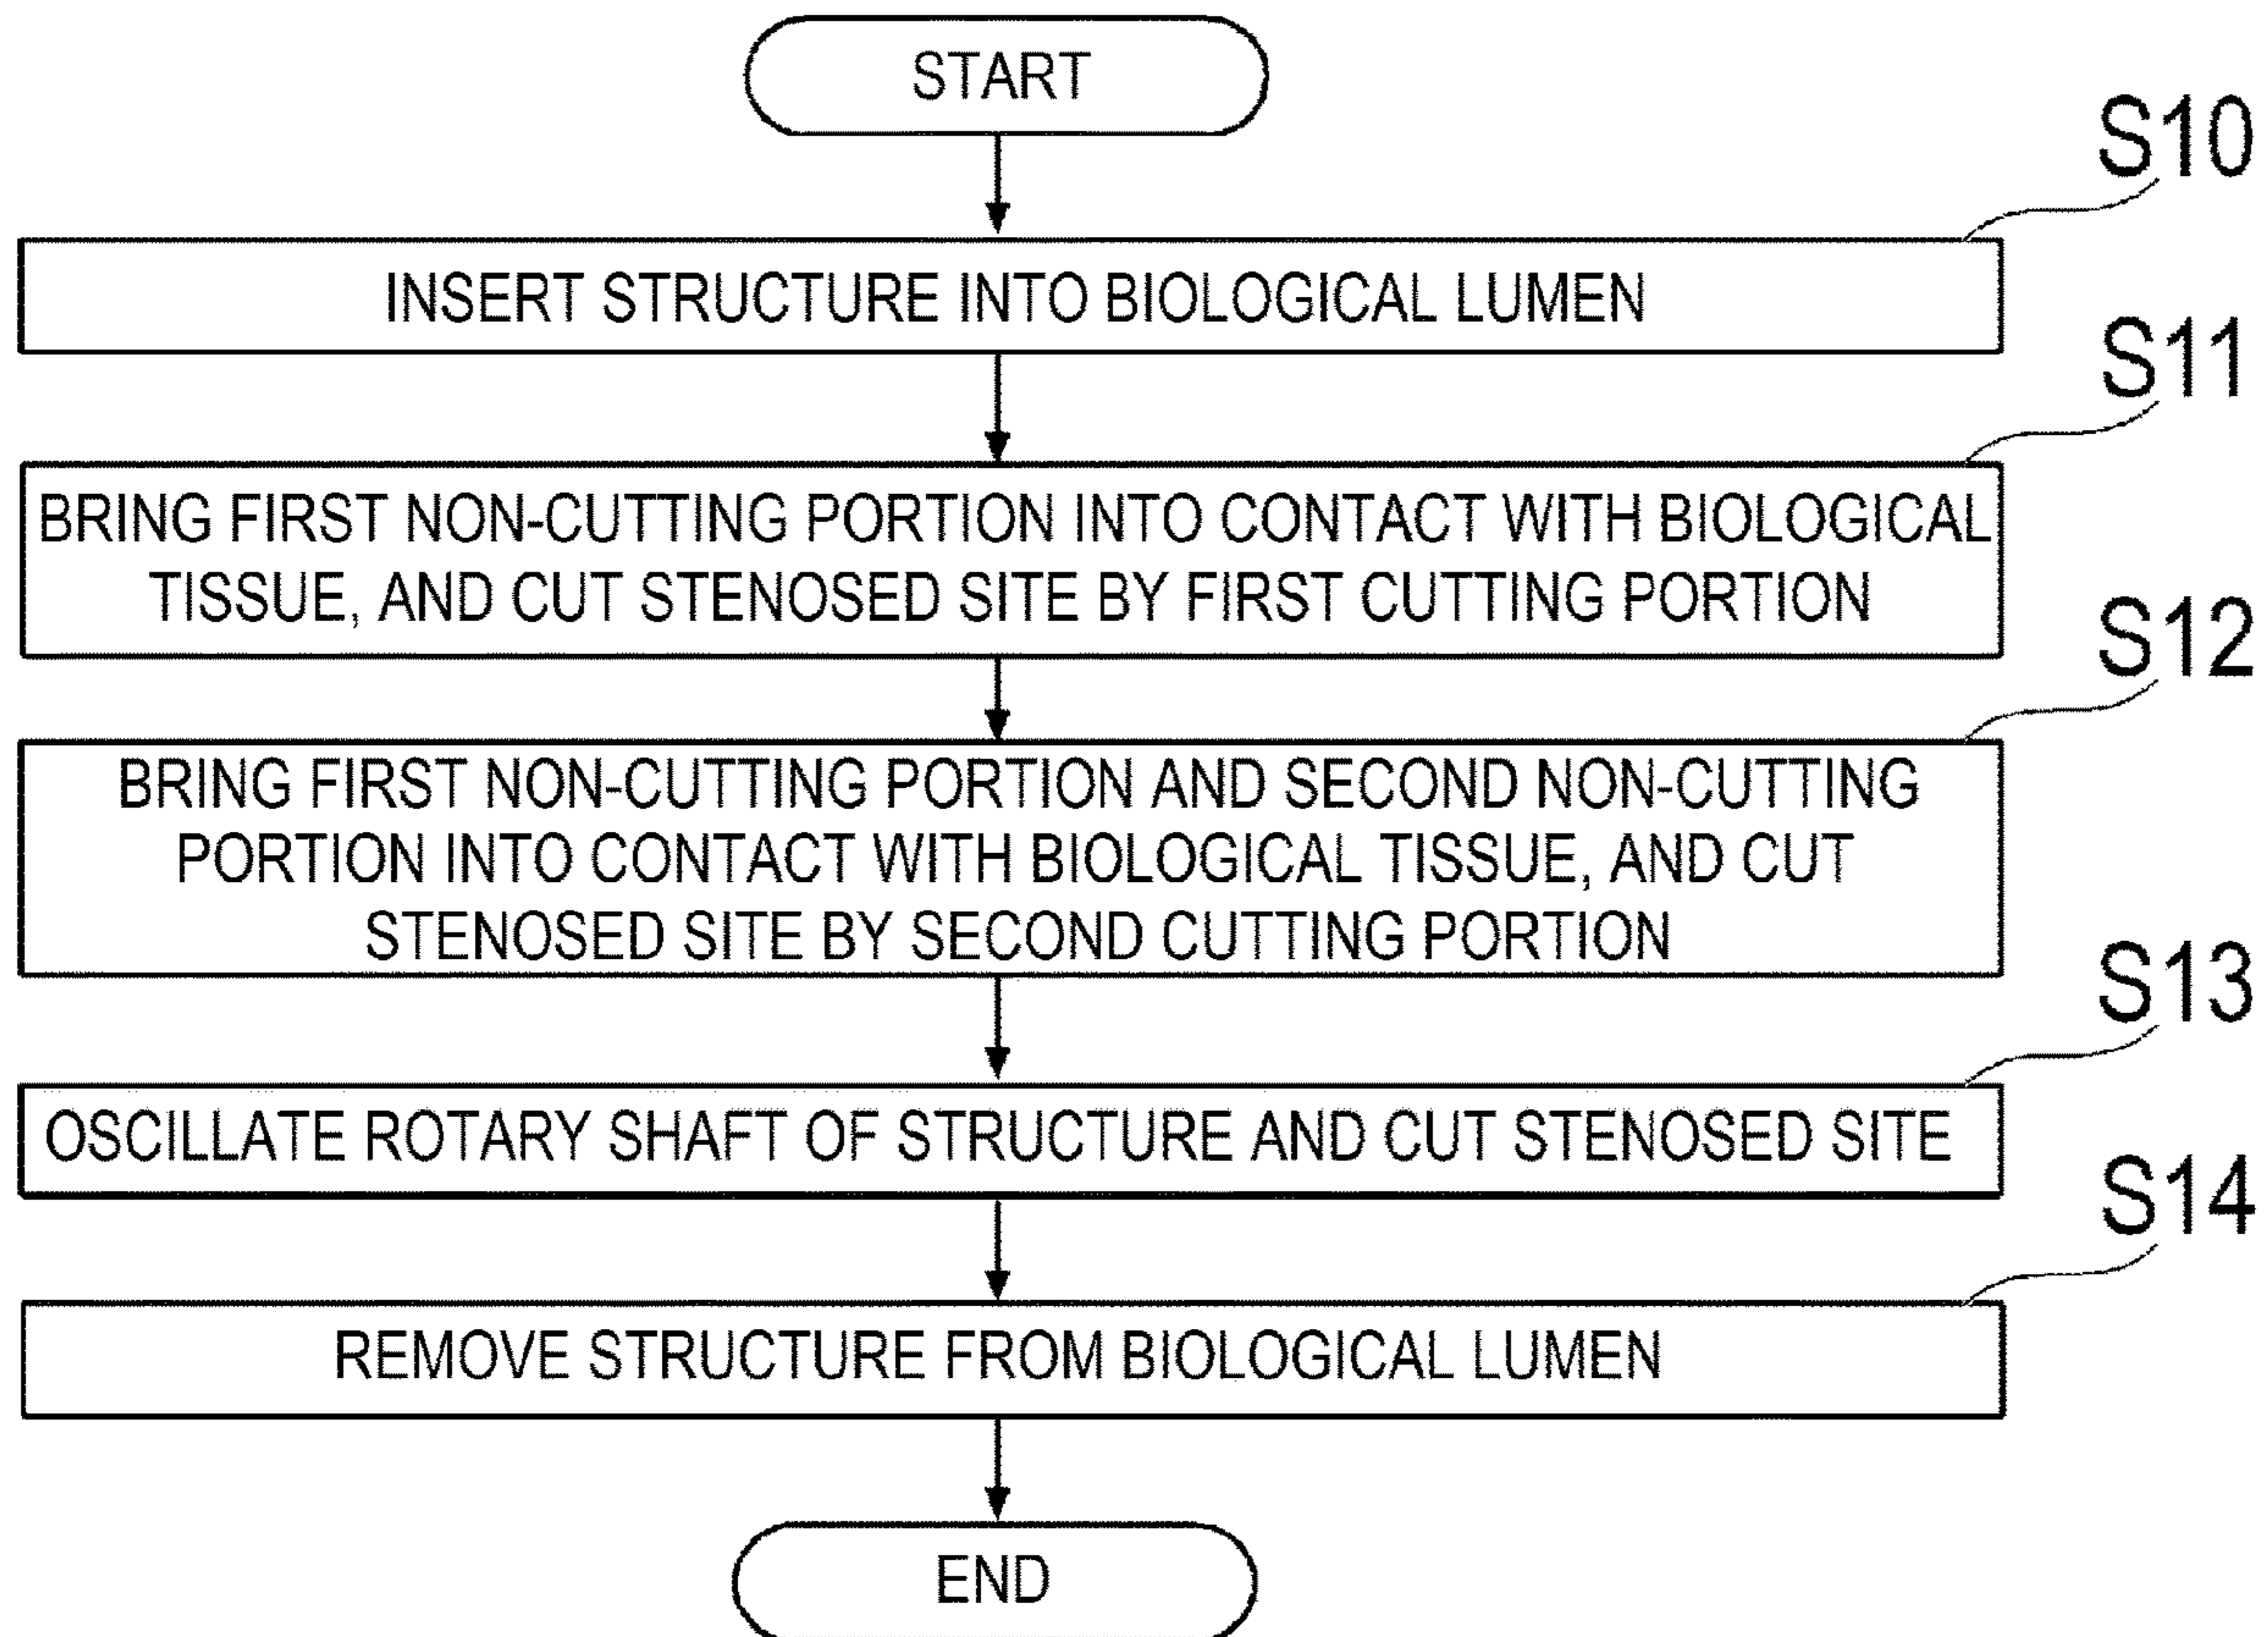 START
S10
INSERT STRUCTURE INTO BIOLOGICAL LUMEN
S11
BRING FIRST NON-CUTTING PORTION INTO CONTACT WITH BIOLOGICAL
TISSUE, AND CUT STENOSED SITE BY FIRST CUTTING PORTION
S12
BRING FIRST NON-CUTTING PORTION AND SECOND NON-CUTTING
PORTION INTO CONTACT WITH BIOLOGICAL TISSUE, AND CUT
STENOSED SITE BY SECOND CUTTING PORTION
S13
OSCILLATE ROTARY SHAFT OF STRUCTURE AND CUT STENOSED SITE
S14
REMOVE STRUCTURE FROM BIOLOGICAL LUMEN
END